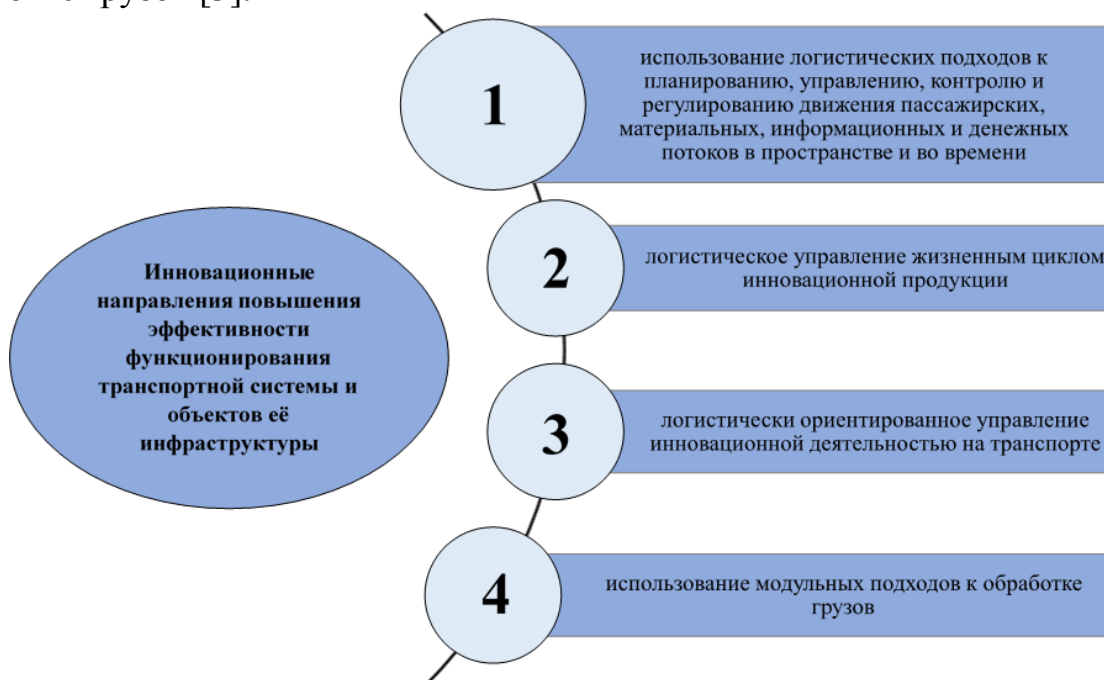 грузов [3].
Инновационные
направления повышения
эффективности
функционирования
транспортной системы и
объектов её
инфраструктуры
1
использование логистических подходов к
планированию, управлению, контролю и
регулированию движения пассажирских,
материальных, информационных и денежных
потоков в пространстве и во времени
2
логистическое управление жизненным циклом
инновационной продукции
3
логистически ориентированное управление
инновационной деятельностью на транспорте
4
использование модульных подходов к обработке
грузов